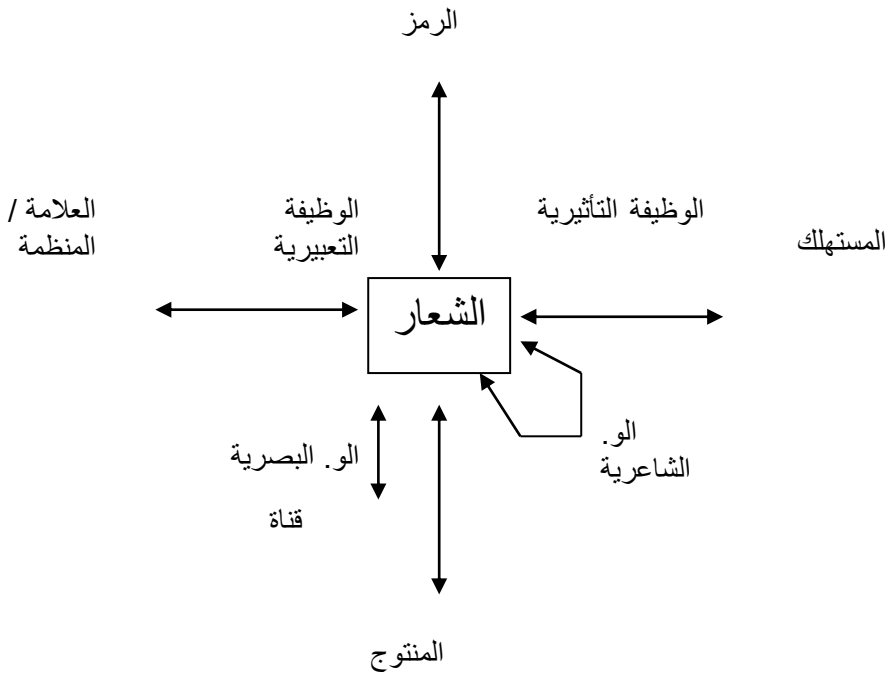 الرمز
العلامة /
المنظمة
الوظيفة
التعبيرية
الوظيفة التأثيرية
المستهلك
الشعار
الو. البصرية
قناة
الو.
الشاعرية
المنتوج